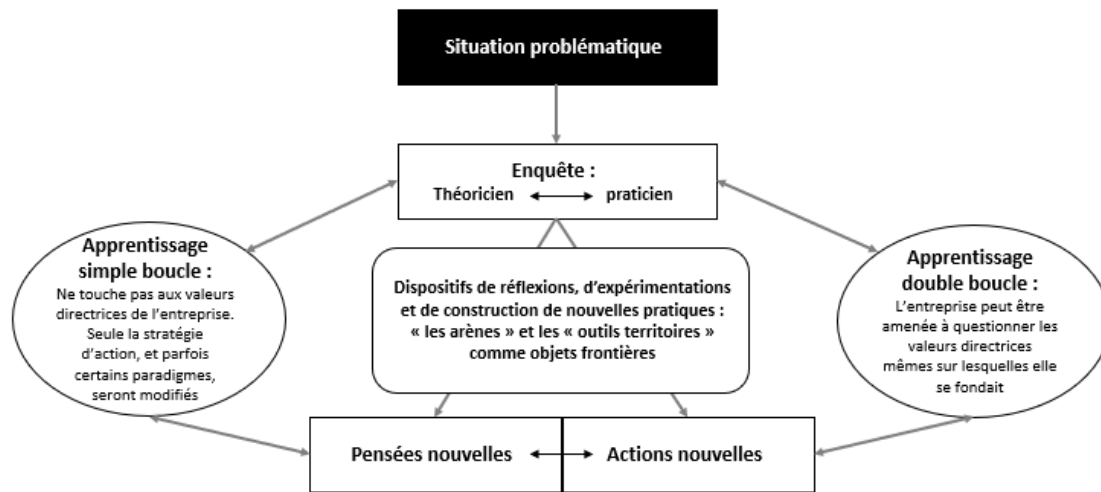 Situation problématique
Enquête :
Théoricien praticien
Apprentissage
simple boucle :
Ne touche pas aux valeurs
directrices de l’entreprise.
Seule la stratégie
d’action, et parfois
certains paradigmes,
seront modifiés
Dispositifs de réflexions, d’expérimentations
et de construction de nouvelles pratiques :
« les arènes » et les « outils territoires »
comme objets frontières
Apprentissage
double boucle :
L’entreprise peut être
amenée à questionner les
valeurs directrices
mêmes sur lesquelles elle
se fondait
Pensées nouvelles
Actions nouvelles